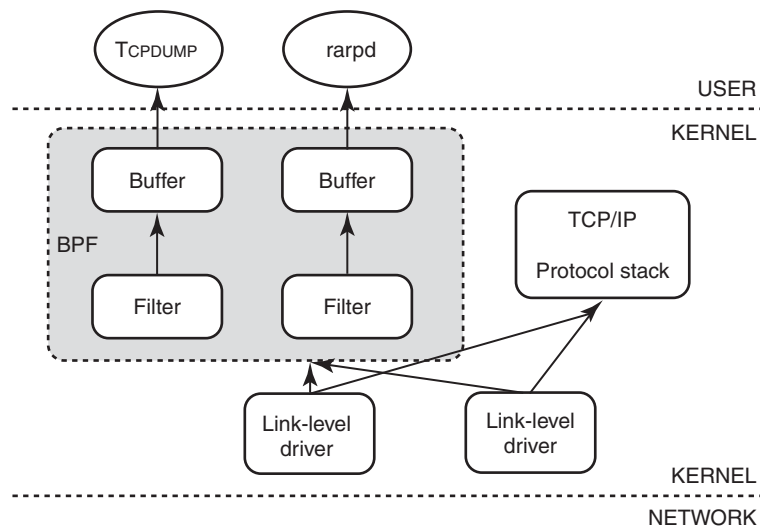 TCPDUMP
rarpd
USER
KERNEL
Buffer
Buffer
TCP/IP
Protocol stack
BPF
Filter
Filter
Link-level
driver
Link-level
driver
KERNEL
NETWORK